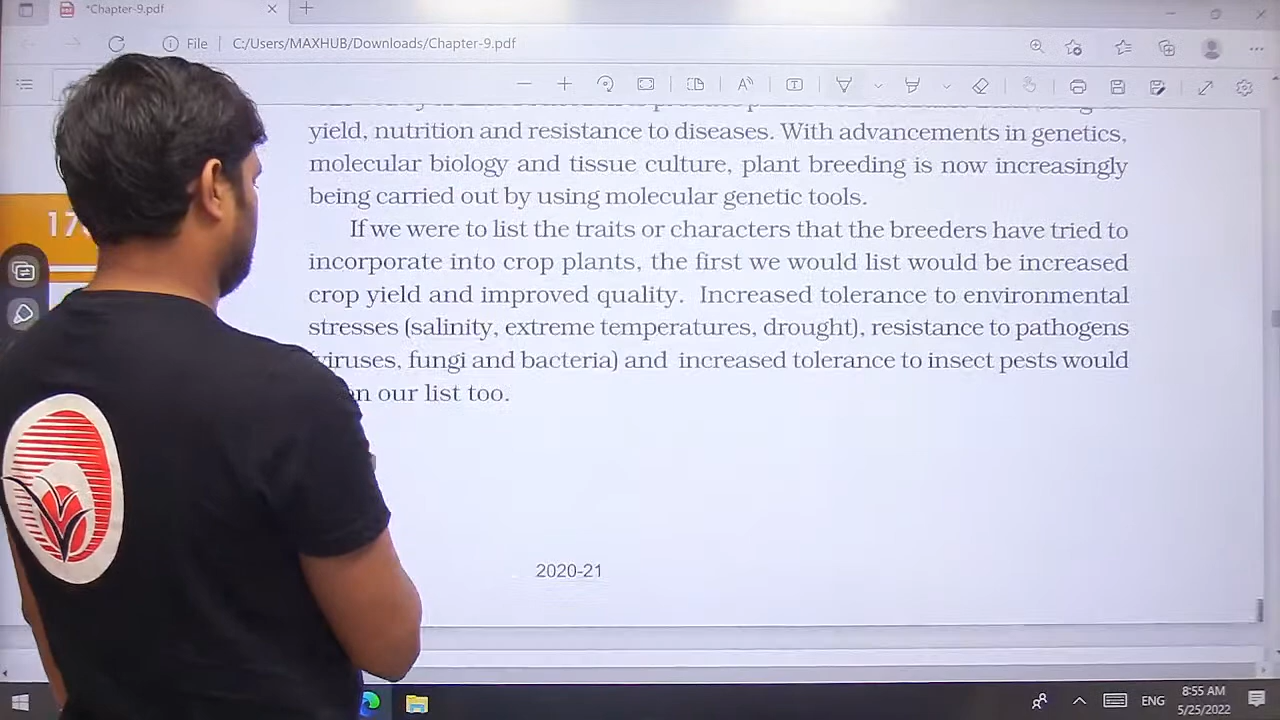 *Chapter-9.pdf
File
C:/Users/MAXHUB/Downloads/Chapter-9.pdf
yield, nutrition and resistance to diseases. With advancements in genetics,
molecular biology and tissue culture, plant breeding is now increasingly
being carried out by using molecular genetic tools.
If we were to list the traits or characters that the breeders have tried to
incorporate into crop plants, the first we would list would be increased
crop yield and improved quality. Increased tolerance to environmental
stresses (salinity, extreme temperatures, drought), resistance to pathogens
viruses, fungi and bacteria) and increased tolerance to insect pests would
on our list too.
2020-21
ENG
8:55 AM
5/25/2022